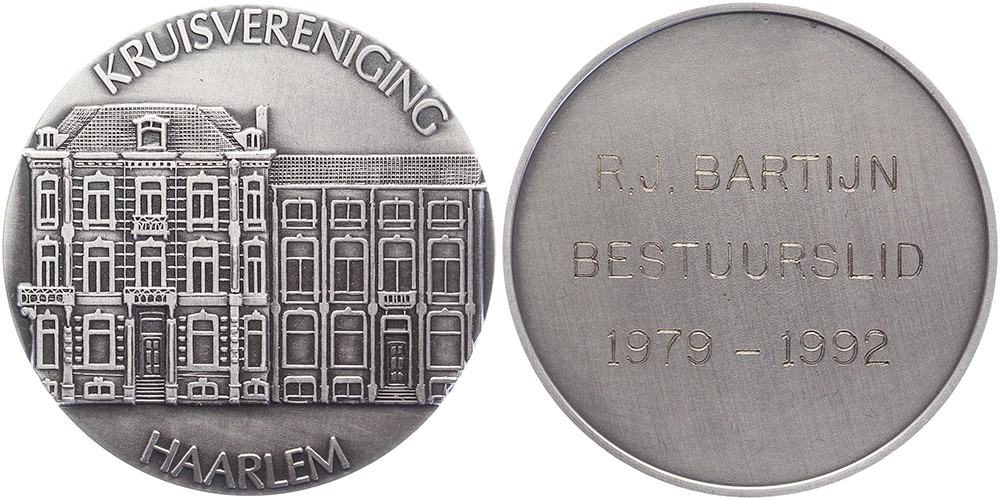 KRUISVERENIGING
HAARLEM
R.J. BARTIJN
BESTUURSLID
1979 - 1992